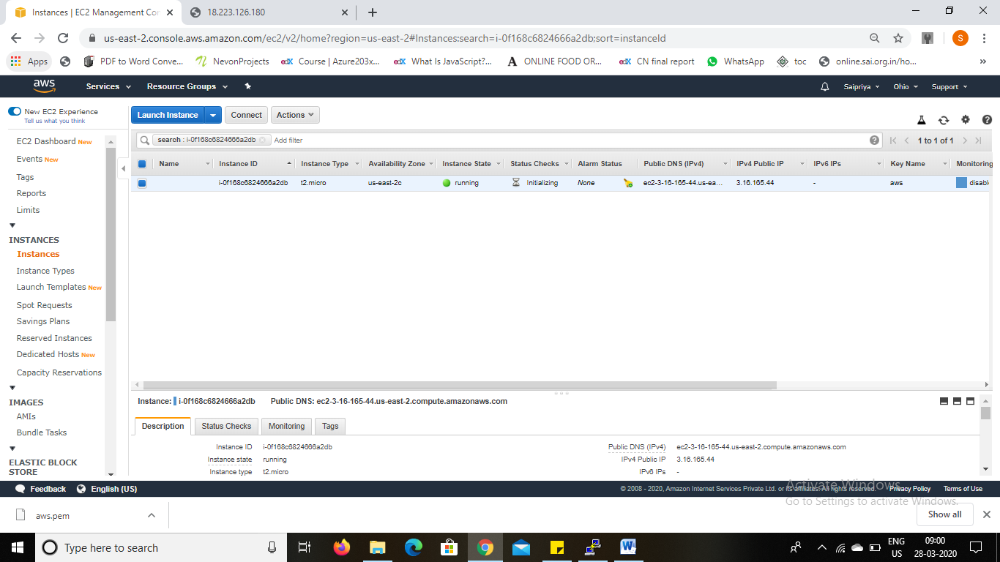 Instances | EC2 Management Con
18.223.126.180
us-east-2.console.aws.amazon.com/ec2/v2/home?region=us-east-2#Instances:search=i-0f168c6824666a2db;sort=instanceId
S
Apps
PDF to Word Conve...
NevonProjects
edX Course | Azure203x...
edX What Is JavaScript?...
A ONLINE FOOD OR...
edX CN final report
WhatsApp
toc
online.sai.org.in/ho...
»
aws
Services
Resource Groups
Saipriya
Ohio
Support
New EC2 Experience
Tell us what you think
EC2 Dashboard New
Events New
Tags
Reports
Limits
INSTANCES
Instances
Instance Types
Launch Templates New
Spot Requests
Savings Plans
Reserved Instances
Dedicated Hosts New
Capacity Reservations
IMAGES
AMIs
Bundle Tasks
ELASTIC BLOCK
STORE
Launch Instance
Connect
Actions
search : i-0f168c6824666a2db
Add filter
1 to 1 of 1
Name Instance ID Instance Type Availability Zone Instance State Status Checks Alarm Status Public DNS (IPv4) IPv4 Public IP IPv6 IPs Key Name Monitoring
i-0f168c6824666a2db t2.micro us-east-2c running Initializing None ec2-3-16-165-44.us-ea... 3.16.165.44 - aws disabl
Instance: i-0f168c6824666a2db Public DNS: ec2-3-16-165-44.us-east-2.compute.amazonaws.com
Description Status Checks Monitoring Tags
Instance ID i-0f168c6824666a2db Public DNS (IPv4) ec2-3-16-165-44.us-east-2.compute.amazonaws.com
Instance state running IPv4 Public IP 3.16.165.44
Instance type t2.micro IPv6 IPs -
Feedback
English (US)
© 2008 - 2020, Amazon Internet Services Private Ltd. or its affiliates. All rights reserved.
Privacy Policy
Terms of Use
Activate Windows
Go to Settings to activate Windows.
aws.pem
Show all
Type here to search
ENG
US
09:00
28-03-2020